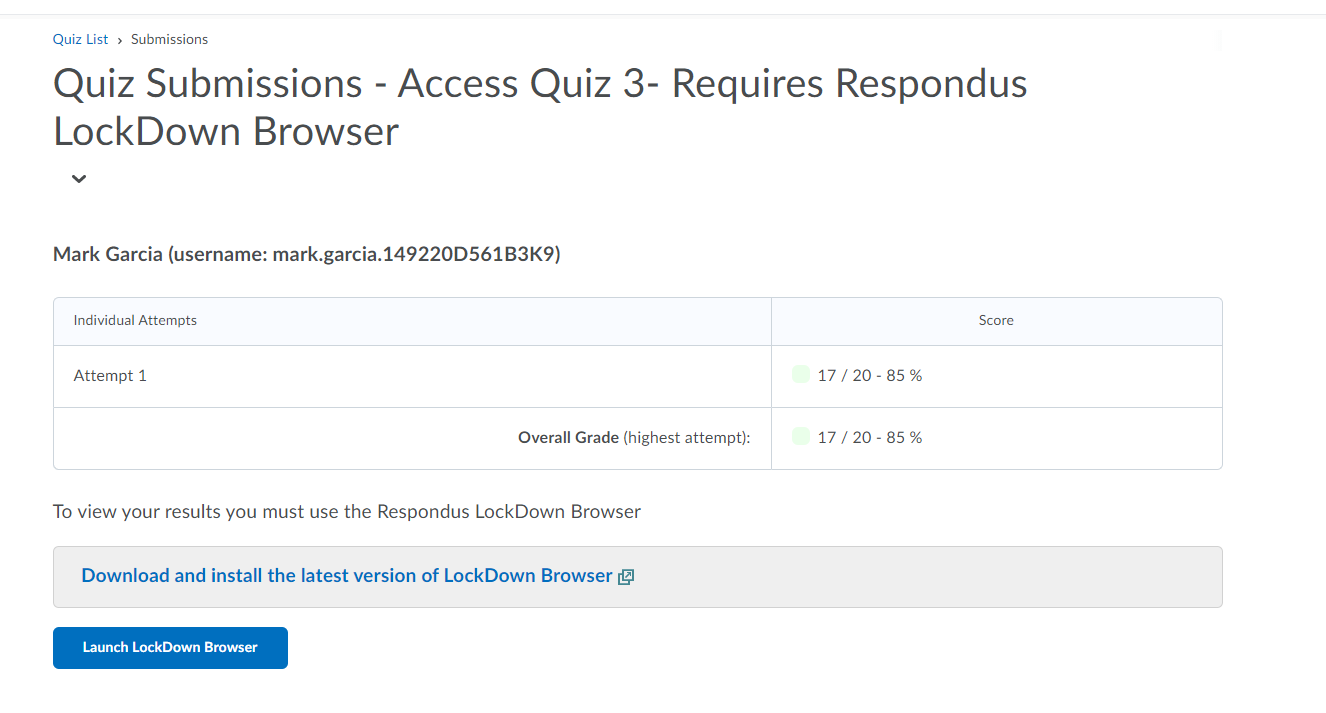 Quiz List › Submissions
Quiz Submissions - Access Quiz 3- Requires Respondus
LockDown Browser
Mark Garcia (username: mark.garcia.149220D561B3K9)
Individual Attempts Score
Attempt 1 17 / 20 - 85 %
Overall Grade (highest attempt): 17 / 20 - 85 %
To view your results you must use the Respondus LockDown Browser
Download and install the latest version of LockDown Browser
Launch LockDown Browser